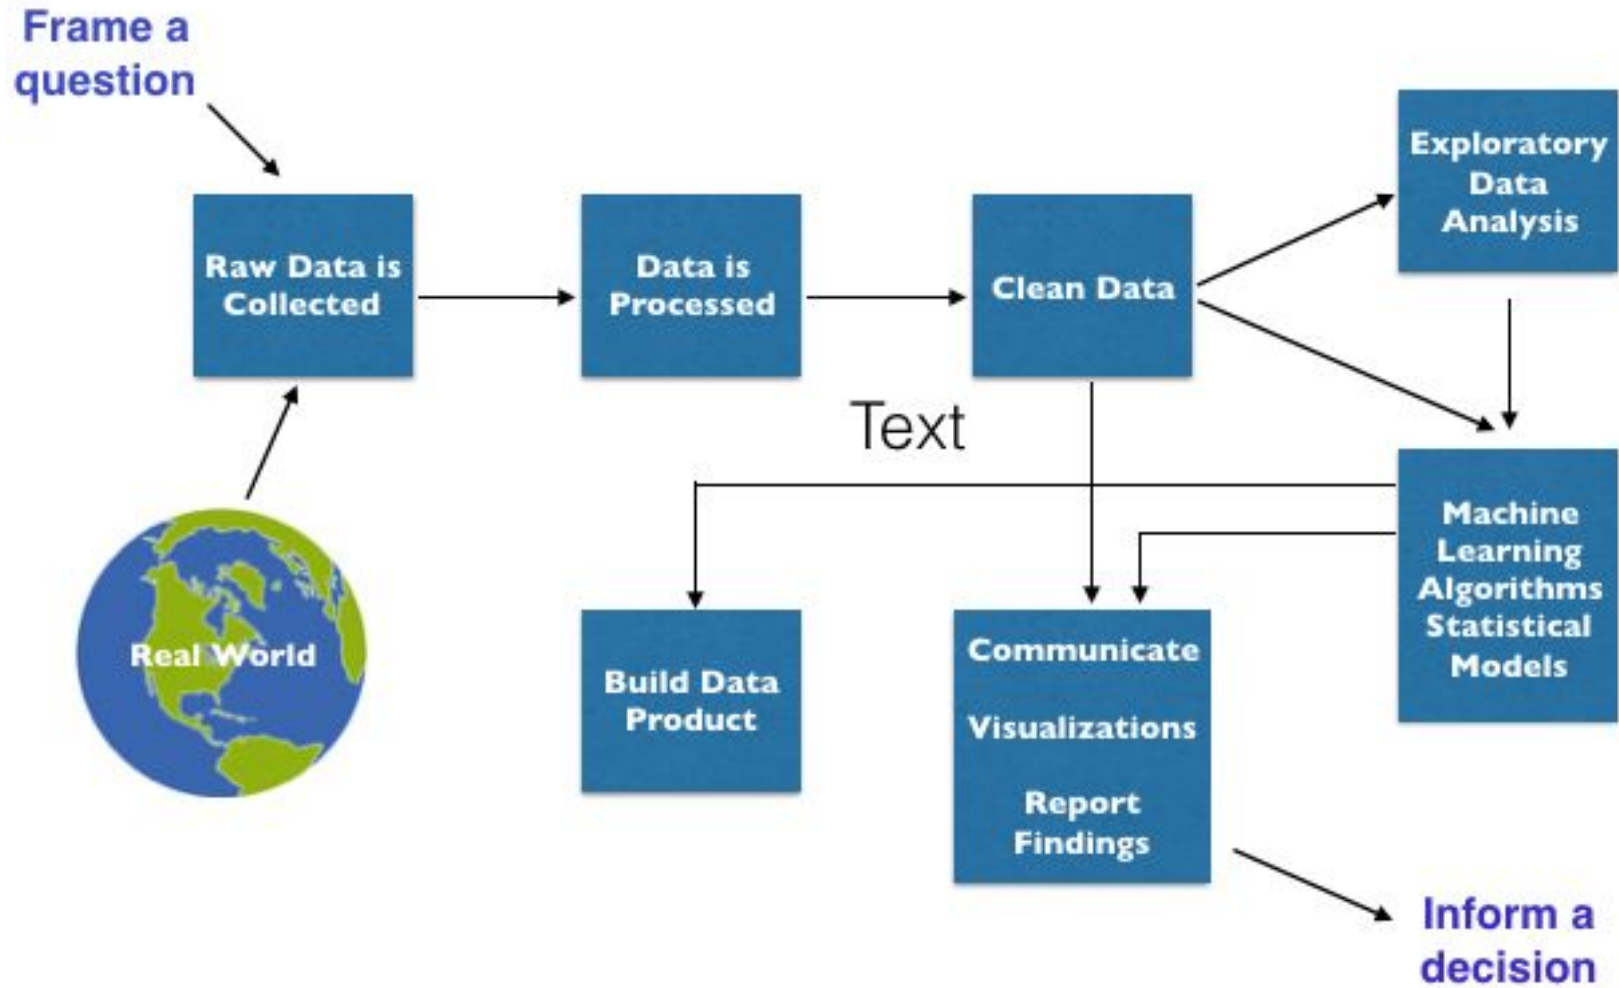 Frame a
question
Raw Data is
Collected
Data is
Processed
Clean Data
Exploratory
Data
Analysis
Text
Real World
Build Data
Product
Communicate
Visualizations
Report
Findings
Machine
Learning
Algorithms
Statistical
Models
Inform a
decision